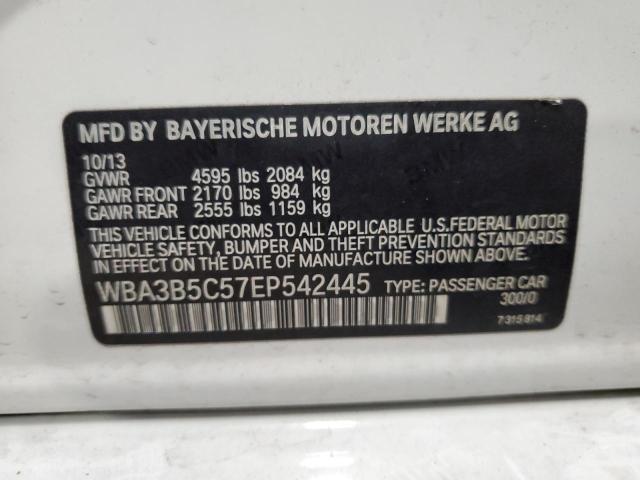 MFD BY BAYERISCHE MOTOREN WERKE AG
10/13
GVWR 4595 lbs 2084 kg
GAWR FRONT 2170 lbs 984 kg
GAWR REAR 2555 lbs 1159 kg
THIS VEHICLE CONFORMS TO ALL APPLICABLE U.S.FEDERAL MOTOR
VEHICLE SAFETY, BUMPER AND THEFT PREVENTION STANDARDS
IN EFFECT ON THE DATE OF MANUFACTURE SHOWN ABOVE.
WBA3B5C57EP542445 TYPE: PASSENGER CAR
300/0
7315814